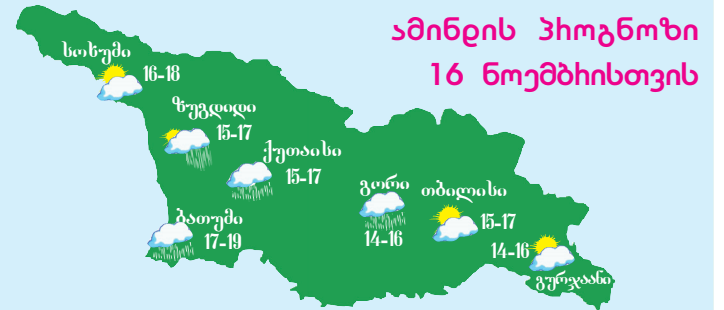 ამინდის პროგნოზი
16 ნოემბრისთვის
სოხუმი
16-18
ზუგდიდი
15-17
ქუთაისი
15-17
გორი
14-16
თბილისი
15-17
ბათუმი
17-19
14-16
გურჯაანი